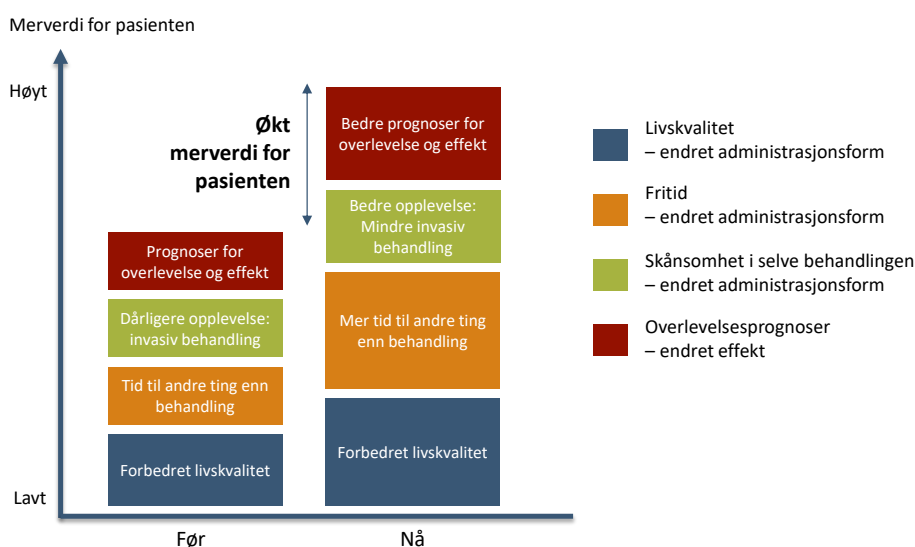 Merverdi for pasienten
Høyt
Økt
merverdi for
pasienten
Lavt
Prognoser for
overlevelse og effekt
Dårligere opplevelse:
invasiv behandling
Tid til andre ting enn
behandling
Forbedret livskvalitet
Før
Bedre prognoser for
overlevelse og effekt
Bedre opplevelse:
Mindre invasiv
behandling
Mer tid til andre ting
enn behandling
Forbedret livskvalitet
Nå
Livskvalitet
– endret administrasjonsform
Fritid
– endret administrasjonsform
Skånsomhet i selve behandlingen
– endret administrasjonsform
Overlevelsesprognoser
– endret effekt